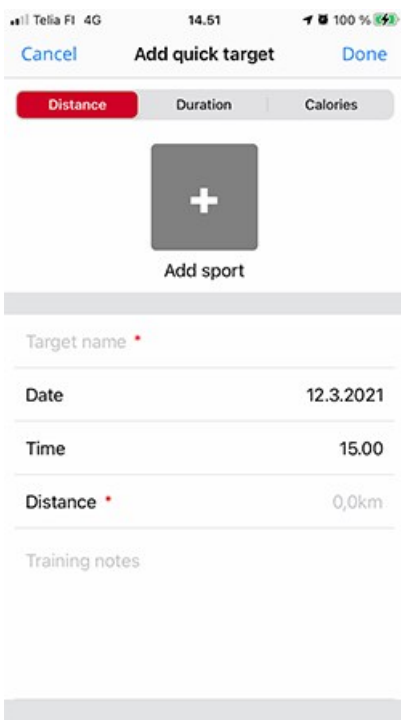 Telia FI 4G 14.51 100 %
Cancel Add quick target Done
Distance Duration Calories
Add sport
Target name *
Date 12.3.2021
Time 15.00
Distance * 0,0km
Training notes